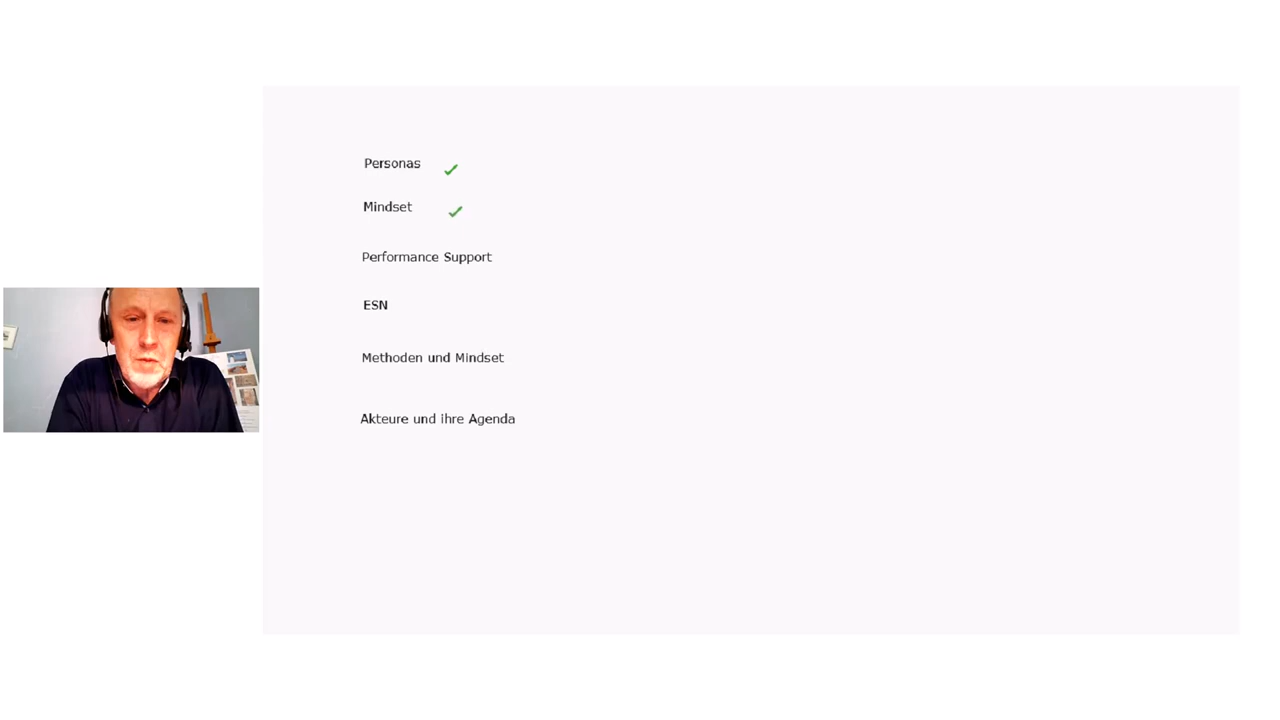 Personas
Mindset
Performance Support
ESN
Methoden und Mindset
Akteure und ihre Agenda